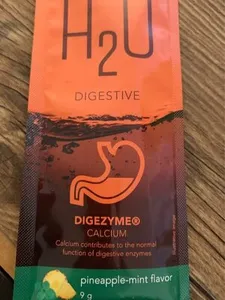 H2O
DIGESTIVE
DIGEZYME®
CALCIUM
Calcium contributes to the normal
function of digestive enzymes
pineapple-mint flavor
9 g